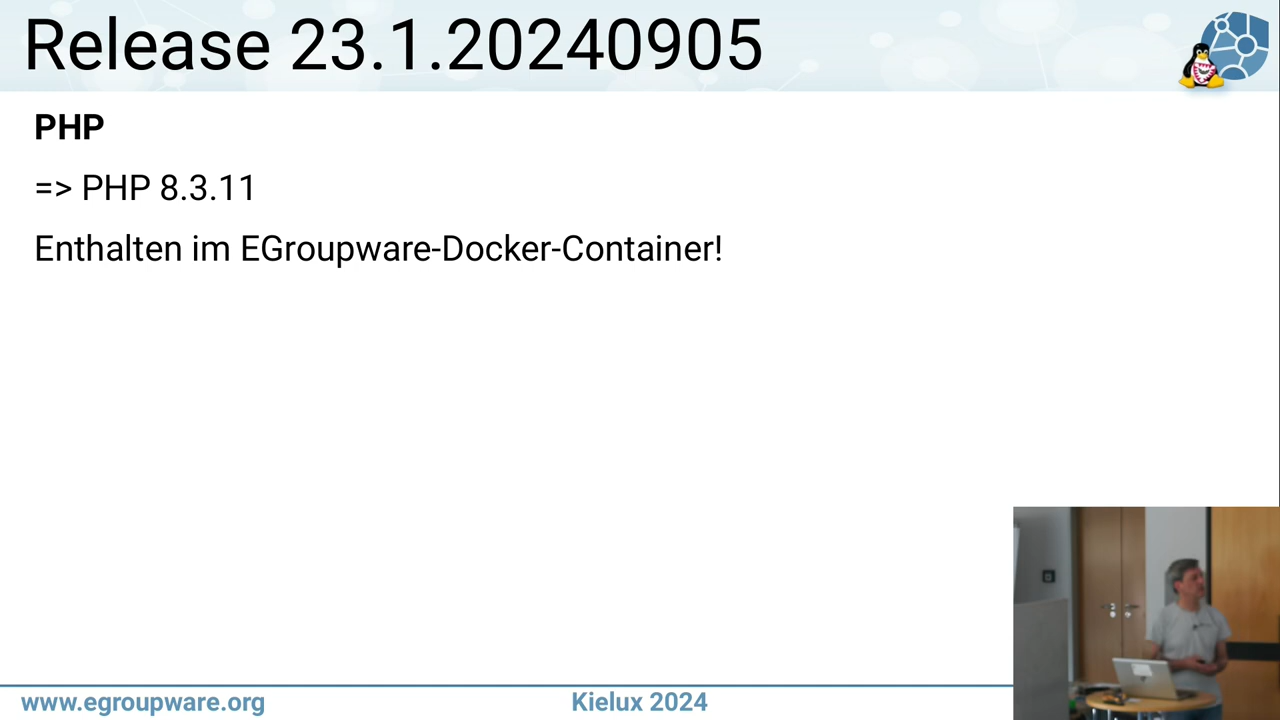 Release 23.1.20240905
PHP
=> PHP 8.3.11
Enthalten im EGroupware-Docker-Container!
www.egroupware.org
Kielux 2024